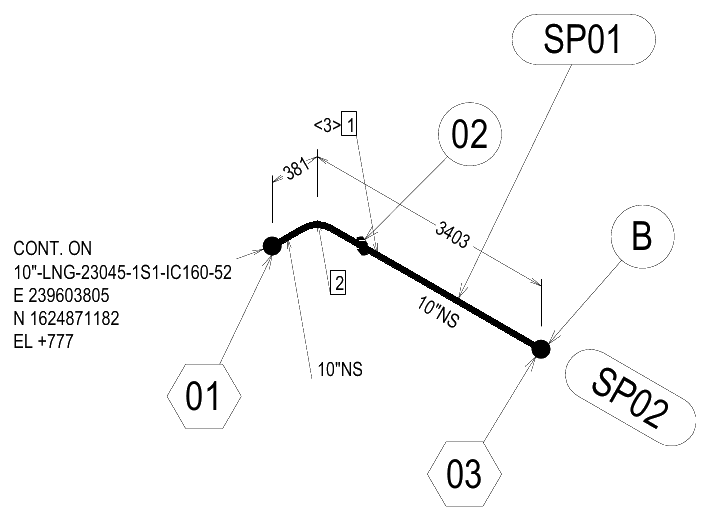 SP01
<3> 1
02
381
3403
B
CONT. ON
10"-LNG-23045-1S1-IC160-52
E 239603805
N 1624871182
EL +777
2
10"NS
10"NS
01
SP02
03